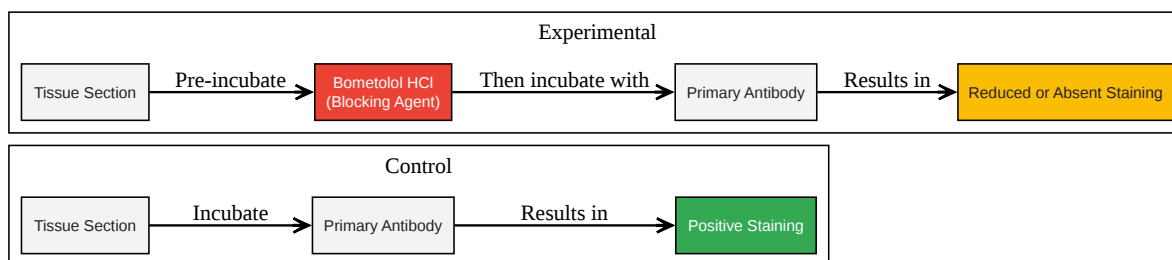 Experimental
Tissue Section
Pre-incubate
Bometolol HCl
(Blocking Agent)
Then incubate with
Primary Antibody
Results in
Reduced or Absent Staining
Control
Tissue Section
Incubate
Primary Antibody
Results in
Positive Staining